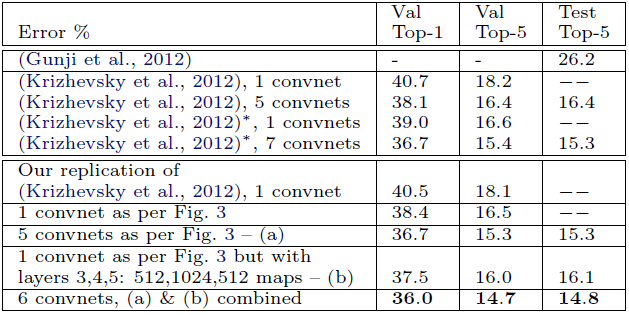 Val Val Test
Error % Top-1 Top-5 Top-5
(Gunji et al., 2012) - - 26.2
(Krizhevsky et al., 2012), 1 convnet 40.7 18.2 −−
(Krizhevsky et al., 2012), 5 convnets 38.1 16.4 16.4
(Krizhevsky et al., 2012)*, 1 convnets 39.0 16.6 −−
(Krizhevsky et al., 2012)*, 7 convnets 36.7 15.4 15.3
Our replication of
(Krizhevsky et al., 2012), 1 convnet 40.5 18.1 −−
1 convnet as per Fig. 3 38.4 16.5 −−
5 convnets as per Fig. 3 – (a) 36.7 15.3 15.3
1 convnet as per Fig. 3 but with
layers 3,4,5: 512,1024,512 maps – (b) 37.5 16.0 16.1
6 convnets, (a) & (b) combined 36.0 14.7 14.8